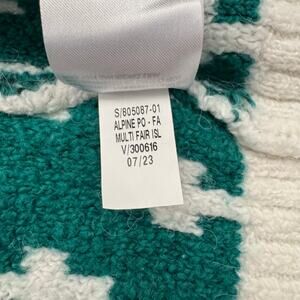 S/805087-01
ALPINE PO - FA
MULTI FAIR ISL
V/300616
07/23